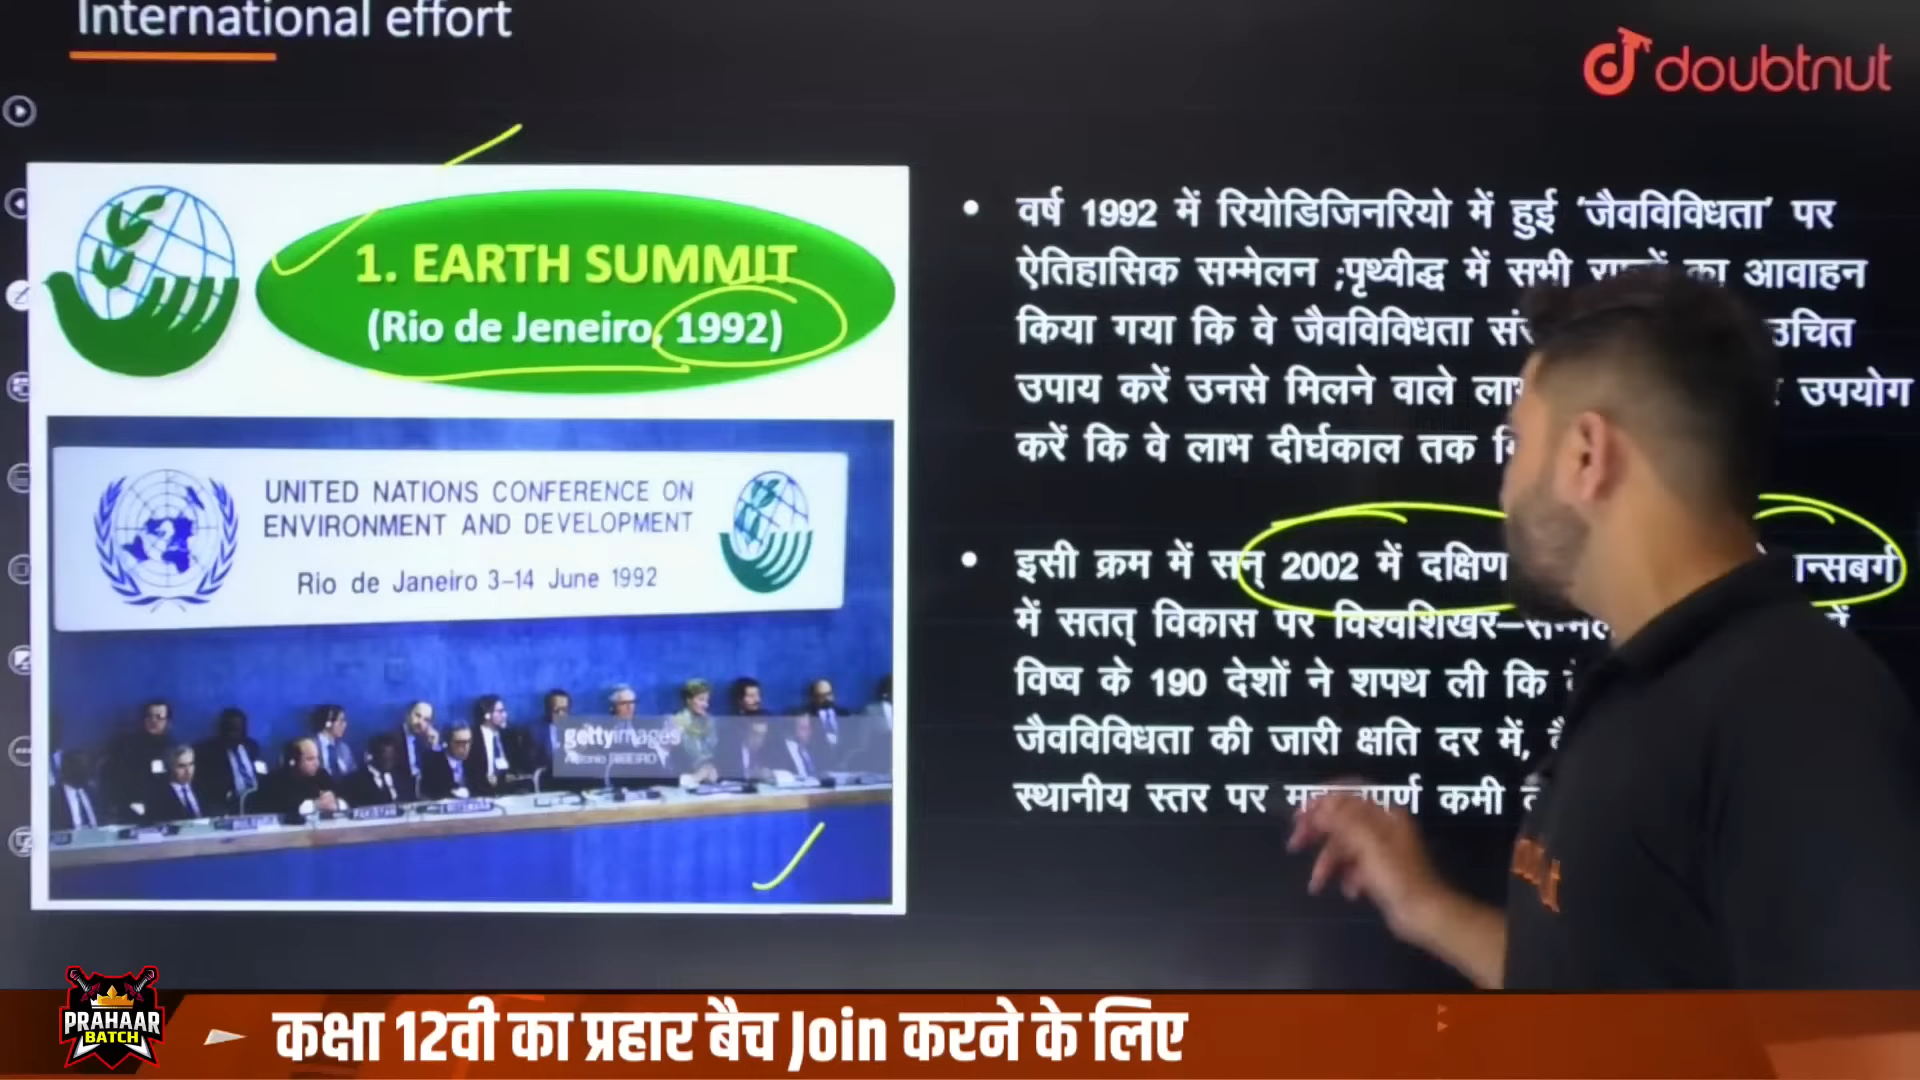 International effort
doubtnut
1. EARTH SUMMIT
(Rio de Jeneiro, 1992)
UNITED NATIONS CONFERENCE ON
ENVIRONMENT AND DEVELOPMENT
Rio de Janeiro 3-14 June 1992
gettyimages
• वर्ष 1992 में रियोडिजिनरियो में हुई 'जैवविविधता' पर
ऐतिहासिक सम्मेलन ;पृथ्वीद्ध में सभी का आवाहन
किया गया कि वे जैवविविधता उचित
उपाय करें उनसे मिलने वाले उपयोग
करें कि वे लाभ दीर्घकाल तक
• इसी क्रम में सन् 2002 में दक्षिण
में सतत् विकास पर
विष्व के 190 देशों ने शपथ ली कि
जैवविविधता की जारी क्षति दर में,
स्थानीय स्तर पर कमी
PRAHAAR
BATCH
कक्षा 12वी का प्रहार बैच Join करने के लिए